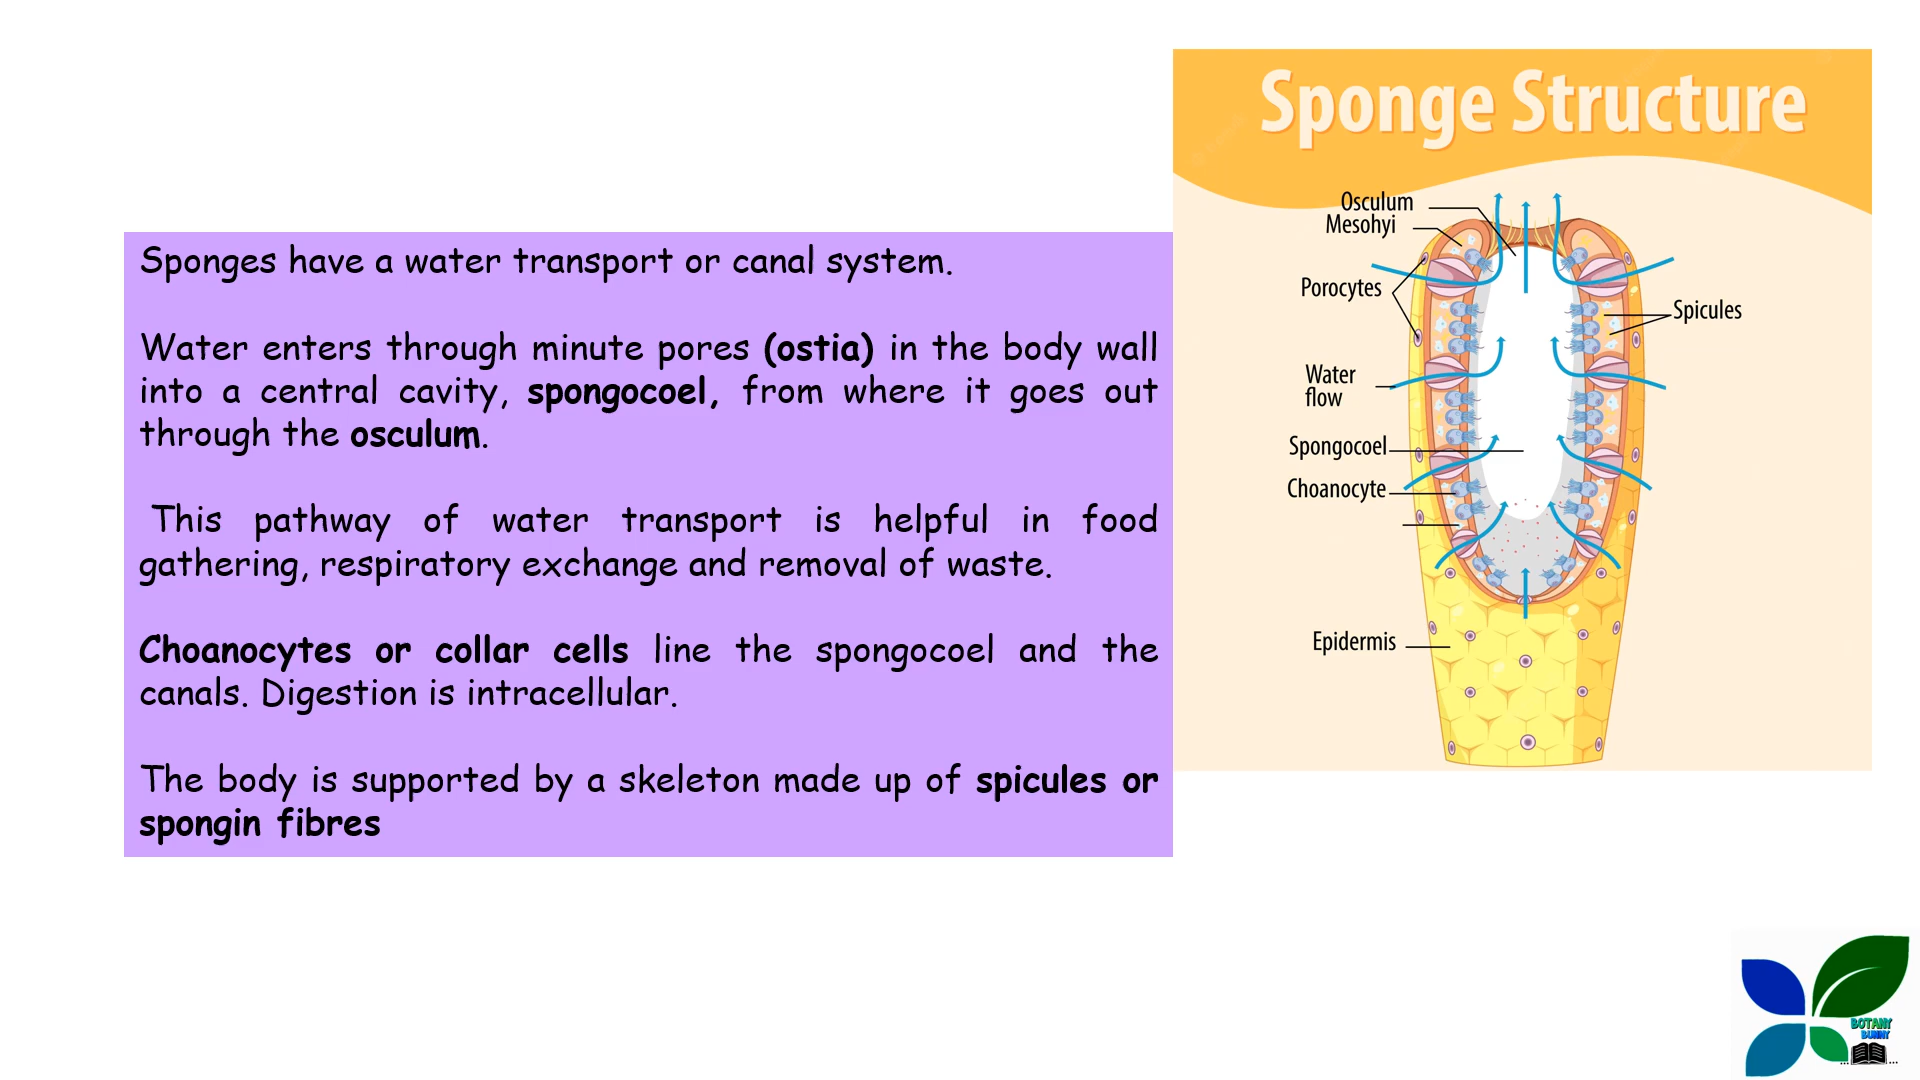 Sponge Structure
Sponges have a water transport or canal system.
Water enters through minute pores (ostia) in the body wall
into a central cavity, spongocoel, from where it goes out
through the osculum.
This pathway of water transport is helpful in food
gathering, respiratory exchange and removal of waste.
Choanocytes or collar cells line the spongocoel and the
canals. Digestion is intracellular.
The body is supported by a skeleton made up of spicules or
spongin fibres
Osculum
Mesohyi
Porocytes
Spicules
Water
flow
Spongocoel
Choanocyte
Epidermis
BOTANY
BUNNY